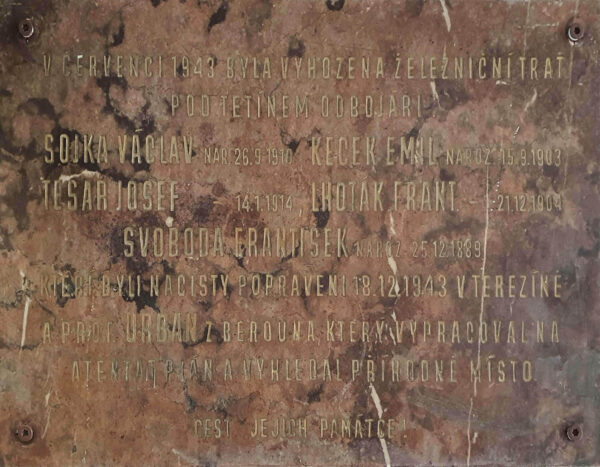 V ČERVENCI 1943 BYLA VYHOZENA ŽELEZNIČNÍ TRAŤ
POD TETÍNEM ODBOJÁŘI
SOJKA VÁCLAV NAR. 26.9.1910, KECEK EMIL NAROZ. 15.9.1903
TESAŘ JOSEF – 14.1.1914, LHOTÁK FRANT. – 21.12.1904
SVOBODA FRANTIŠEK NAROZ. 25.12.1889
KTEŘÍ BYLI NACISTY POPRAVENI 18.12.1943 V TEREZÍNĚ
A PROF. URBAN Z BEROUNA, KTERÝ VYPRACOVAL NA
ATENTÁT PLÁN A VYHLEDAL PŘÍHODNÉ MÍSTO.
ČEST JEJICH PAMÁTCE!